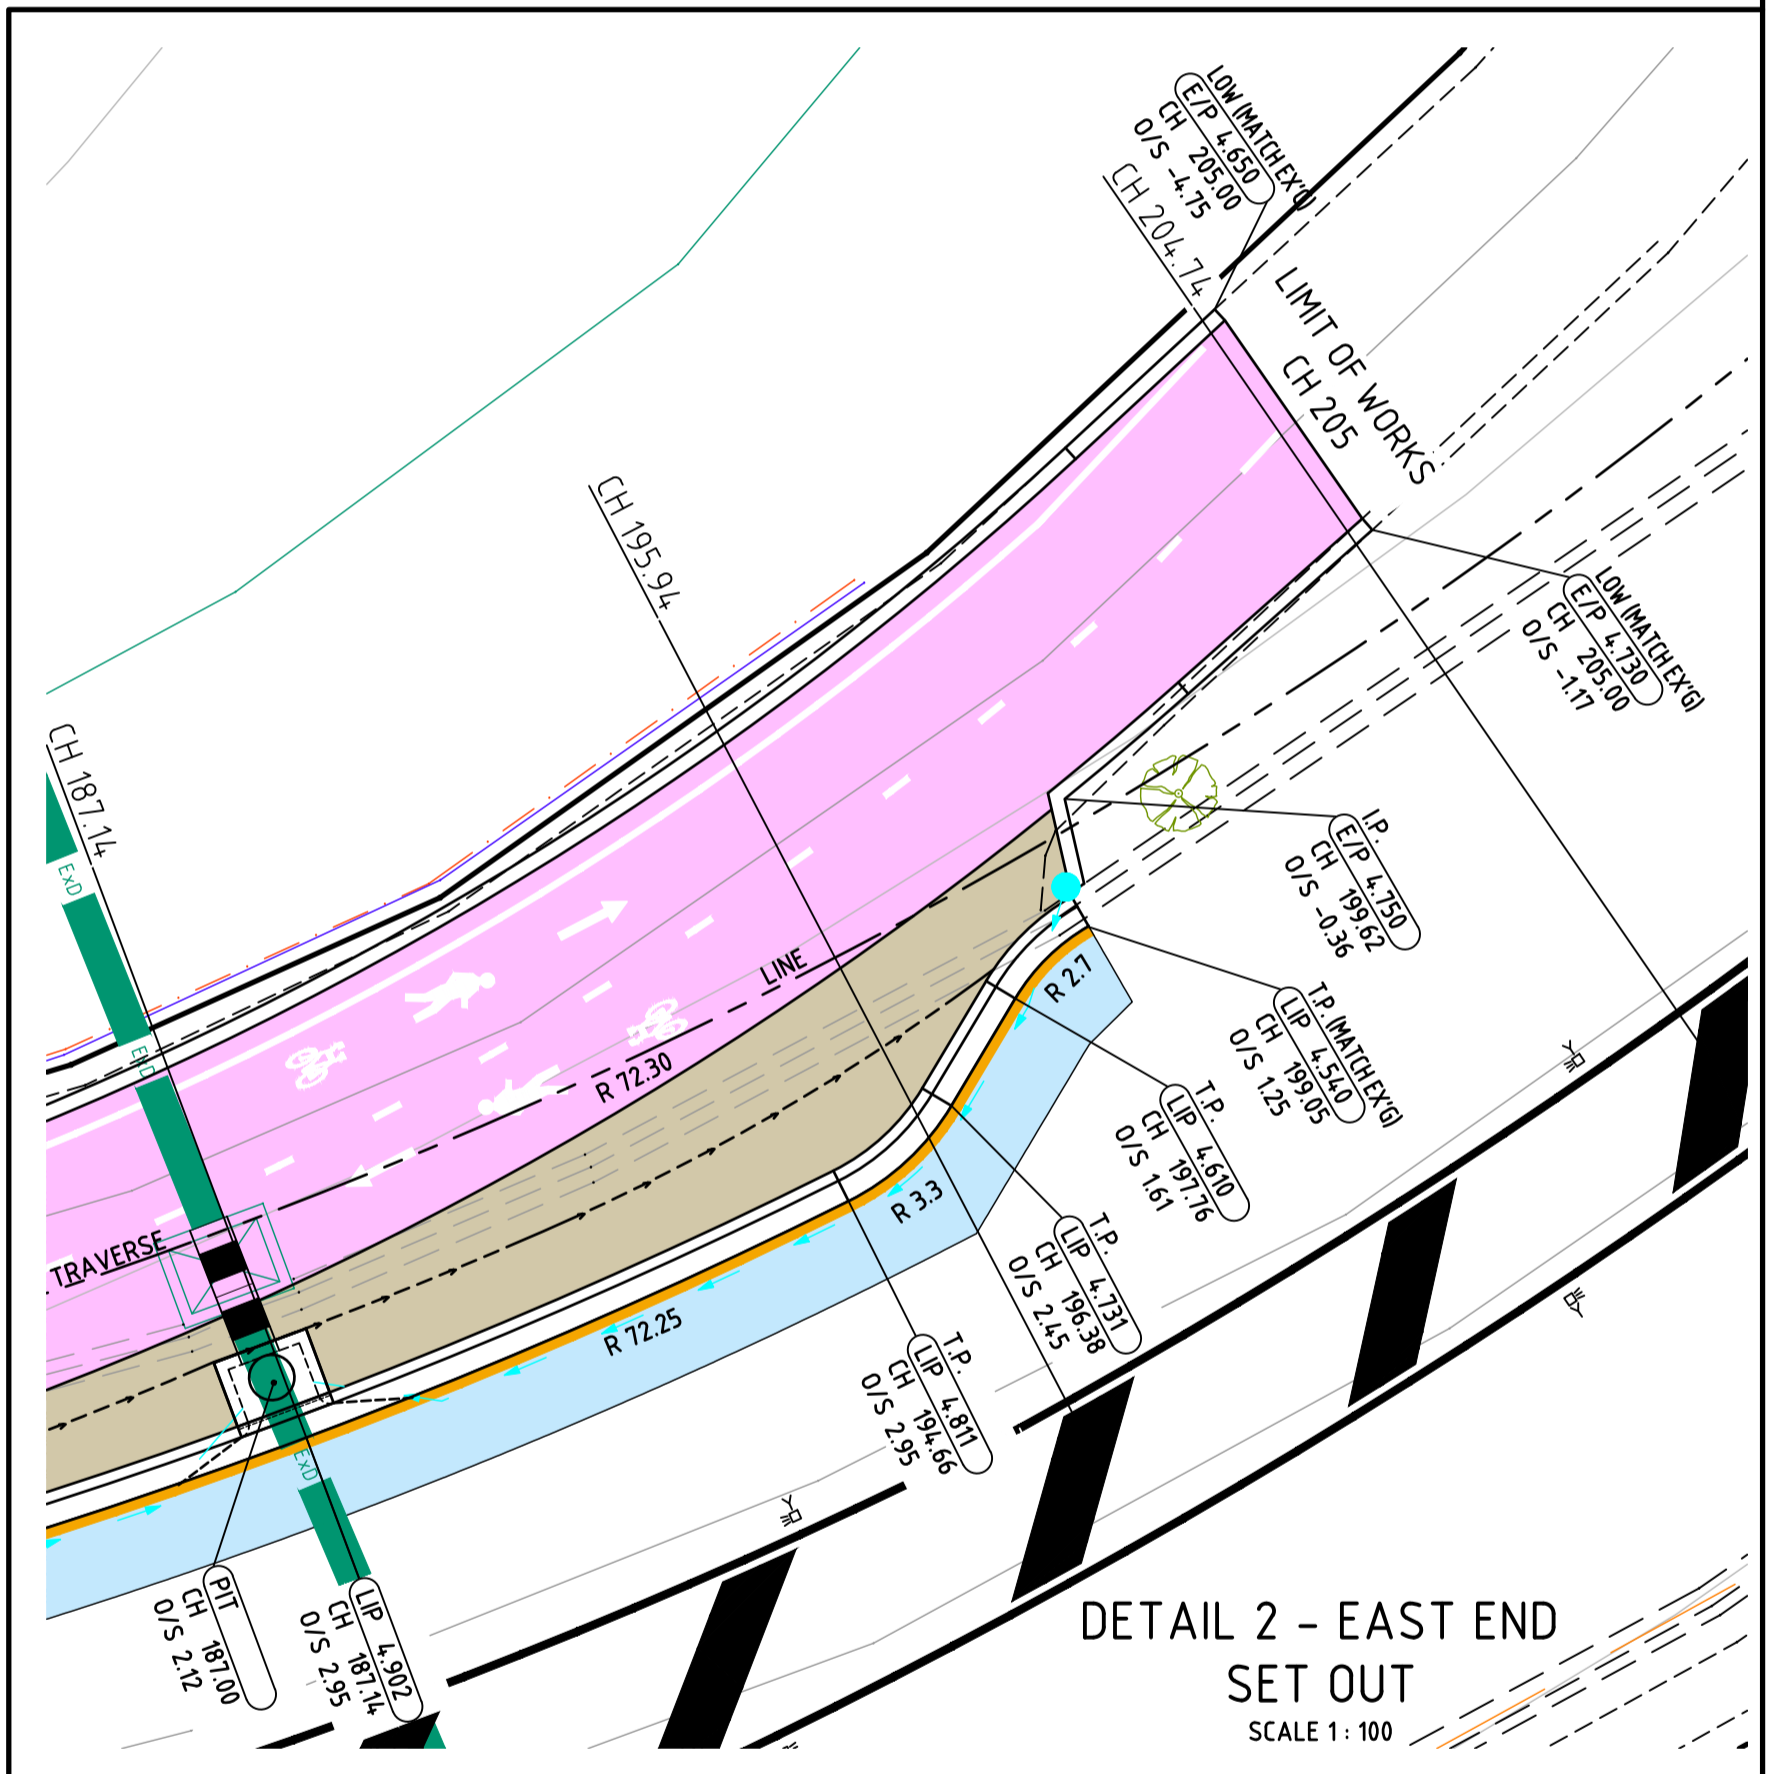 LOW (MATCH EX'G)
E/P 4.650
CH 205.00
O/S -4.75
CH 204.74
LIMIT OF WORKS
CH 205
CH 195.94
LOW (MATCH EX'G)
E/P 4.730
CH 205.00
O/S -1.17
CH 187.14
ExD
ExD
ExD
I.P.
E/P 4.750
CH 199.62
O/S -0.36
LINE
R 72.30
R 2.7
T.P. (MATCH EX'G)
LIP 4.540
CH 199.05
O/S 1.25
T.P.
LIP 4.610
CH 197.76
O/S 1.61
TRAVERSE
R 3.3
T.P.
LIP 4.731
CH 196.38
O/S 2.45
R 72.25
T.P.
LIP 4.811
CH 194.66
O/S 2.95
PIT
CH 187.00
O/S 2.12
LIP 4.902
CH 187.14
O/S 2.95
DETAIL 2 - EAST END
SET OUT
SCALE 1 : 100